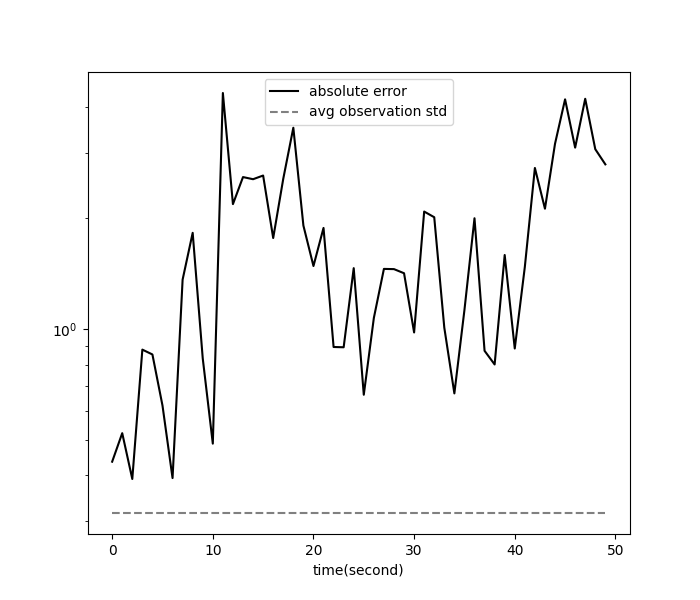 absolute error
avg observation std
10⁰
0 10 20 30 40 50
time(second)